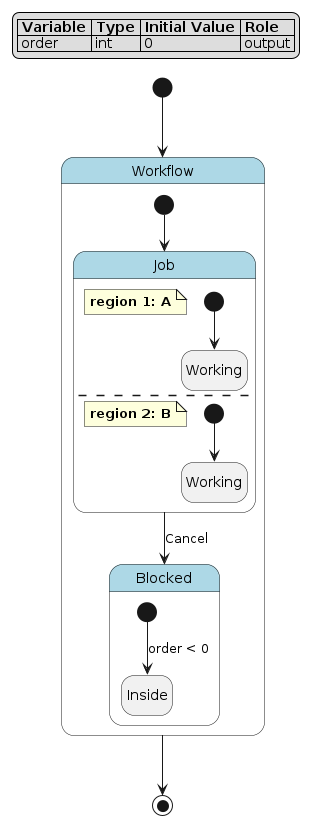 Variable Type Initial Value Role
order int 0 output
Workflow
Job
region 1: A
Working
region 2: B
Working
Cancel
Blocked
order < 0
Inside